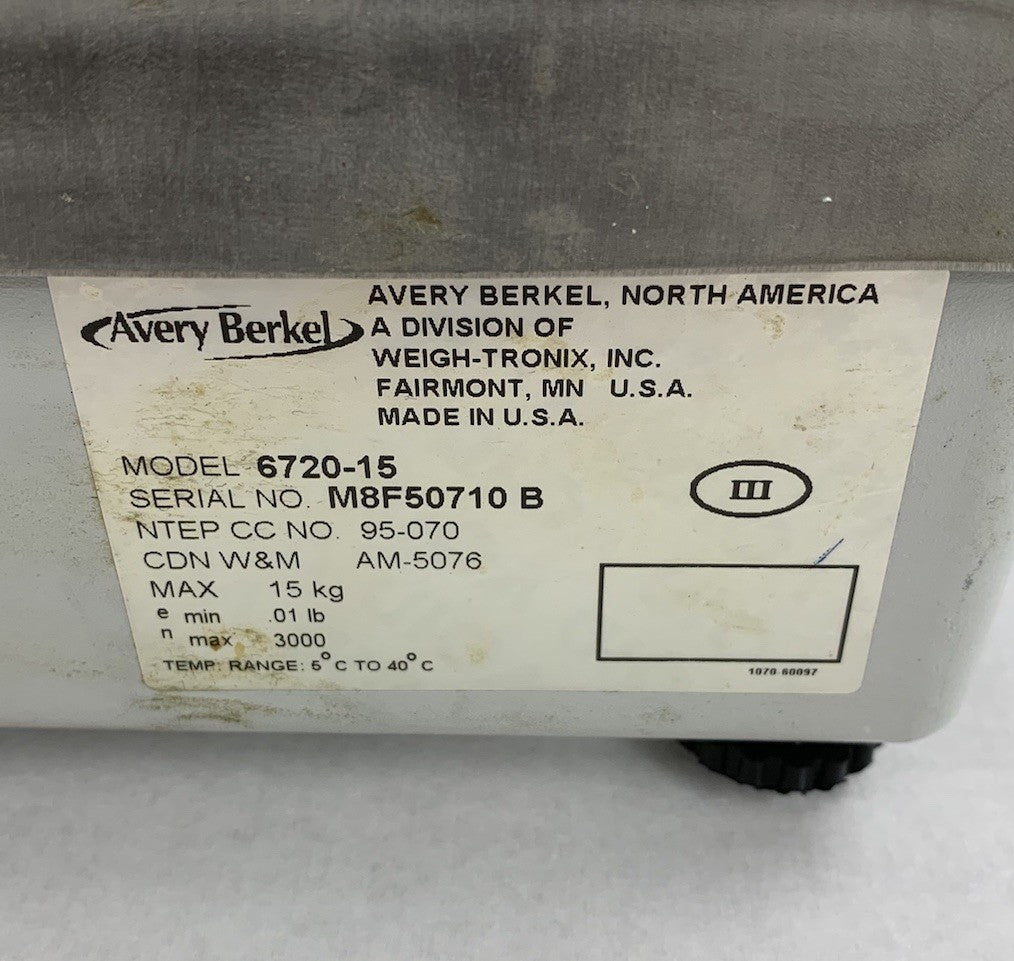 Avery Berkel
AVERY BERKEL, NORTH AMERICA
A DIVISION OF
WEIGH-TRONIX, INC.
FAIRMONT, MN U.S.A.
MADE IN U.S.A.
MODEL 6720-15
SERIAL NO. M8F50710 B
NTEP CC NO. 95-070
CDN W&M AM-5076
MAX 15 kg
e min .01 lb
n max 3000
TEMP. RANGE: 5°C TO 40°C
III
1070-60097